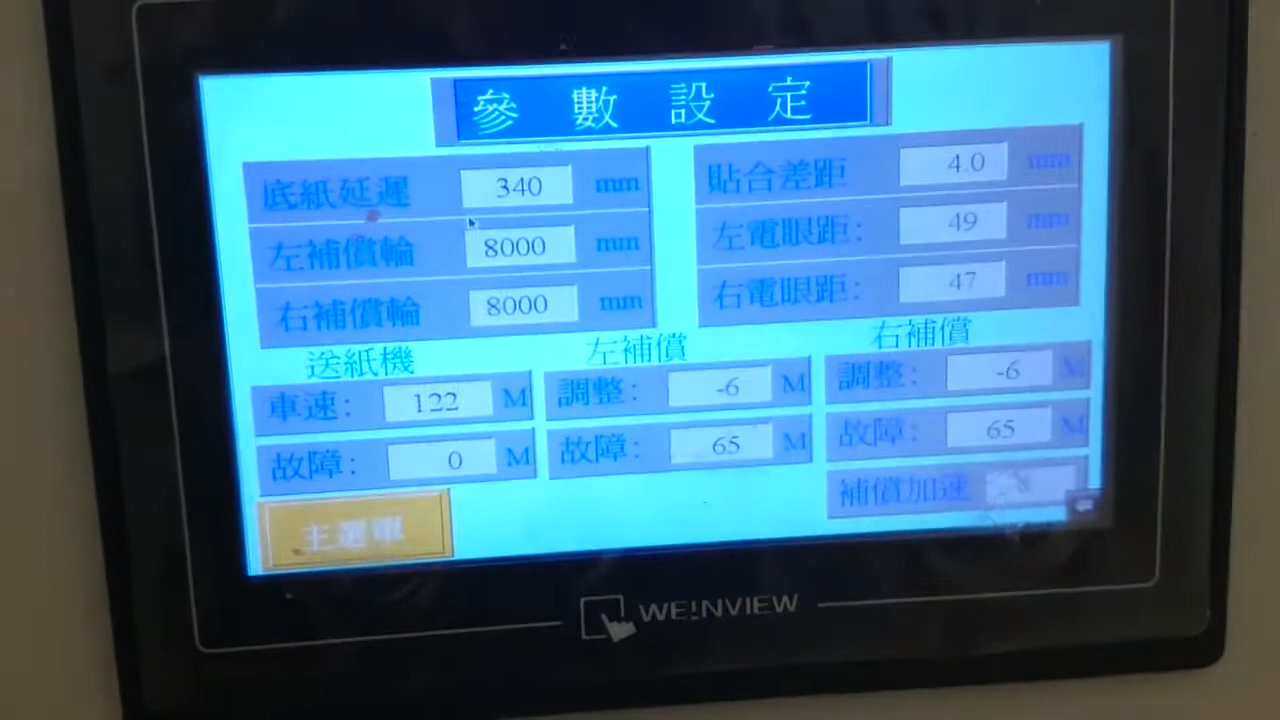 參數設定
底紙延遲 340 mm
左補償輪 8000 mm
右補償輪 8000 mm
貼合差距 4.0 mm
左電眼距: 49 mm
右電眼距: 47 mm
送紙機
車速: 122 M
故障: 0 M
左補償
調整: -6 M
故障: 65 M
右補償
調整: -6 M
故障: 65 M
補償加速
主選單
WEINVIEW